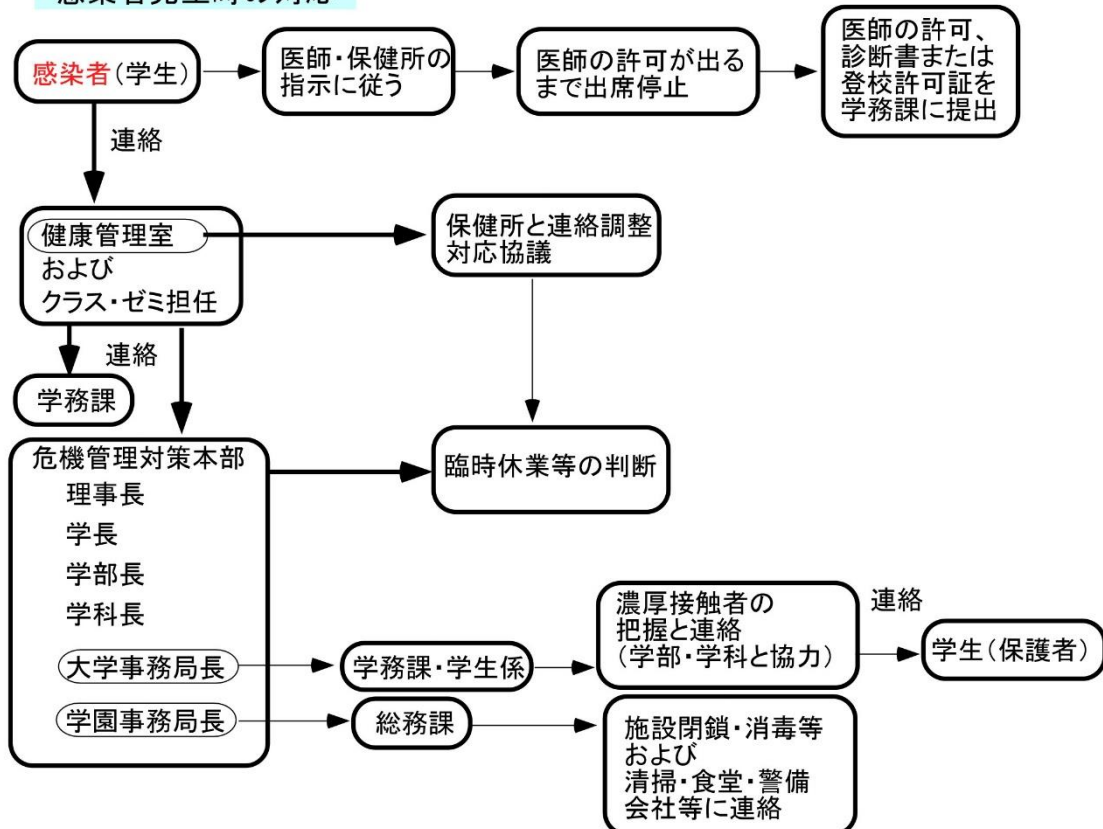 感染者発生時の対応
感染者(学生)
医師・保健所の
指示に従う
医師の許可が出る
まで出席停止
医師の許可、
診断書または
登校許可証を
学務課に提出
連絡
健康管理室
および
クラス・ゼミ担任
保健所と連絡調整
対応協議
連絡
学務課
危機管理対策本部
理事長
学長
学部長
学科長
大学事務局長
学園事務局長
臨時休業等の判断
学務課・学生係
濃厚接触者の
把握と連絡
(学部・学科と協力)
連絡
学生(保護者)
総務課
施設閉鎖・消毒等
および
清掃・食堂・警備
会社等に連絡